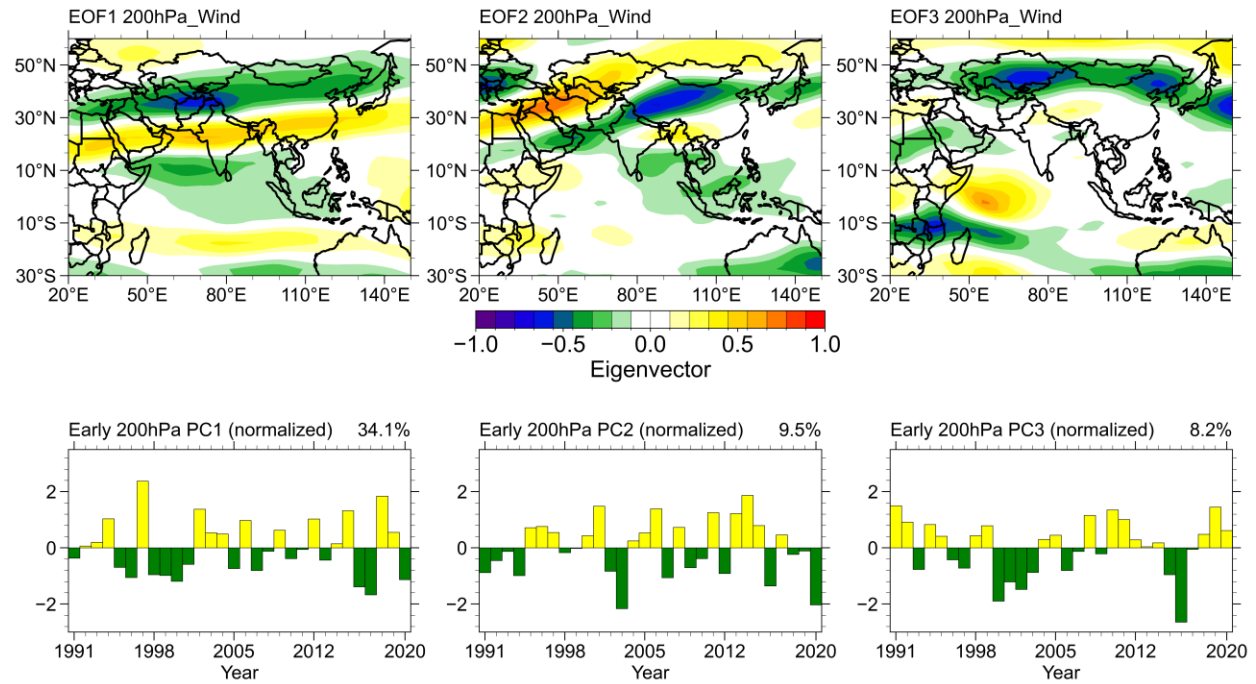 EOF1 200hPa_Wind
EOF2 200hPa_Wind
EOF3 200hPa_Wind
50°N
30°N
10°N
10°S
30°S
20°E 50°E 80°E 110°E 140°E
50°N
30°N
10°N
10°S
30°S
20°E 50°E 80°E 110°E 140°E
50°N
30°N
10°N
10°S
30°S
20°E 50°E 80°E 110°E 140°E
−1.0 −0.5 0.0 0.5 1.0
Eigenvector
Early 200hPa PC1 (normalized) 34.1%
Early 200hPa PC2 (normalized) 9.5%
Early 200hPa PC3 (normalized) 8.2%
2
0
−2
1991 1998 2005 2012 2020
Year
2
0
−2
1991 1998 2005 2012 2020
Year
2
0
−2
1991 1998 2005 2012 2020
Year